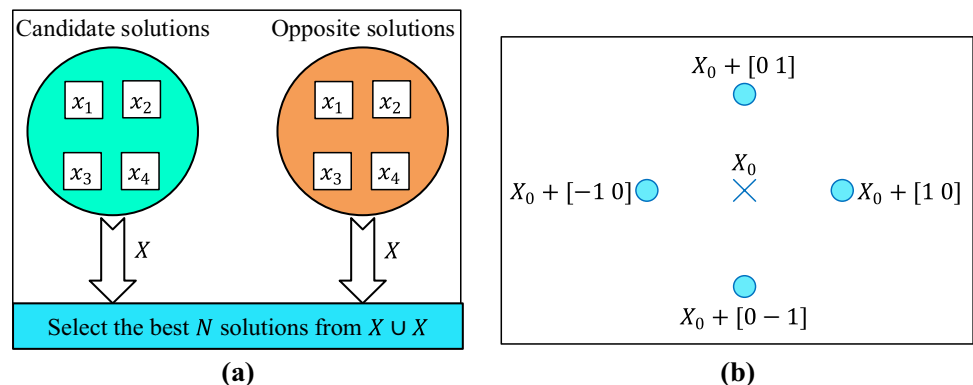 Candidate solutions
Opposite solutions
x₁ x₂
x₃ x₄
x₁ x₂
x₃ x₄
X
X
Select the best N solutions from X ∪ X
(a)
X₀ + [0 1]
X₀
X₀ + [−1 0]
X₀ + [1 0]
X₀ + [0 − 1]
(b)